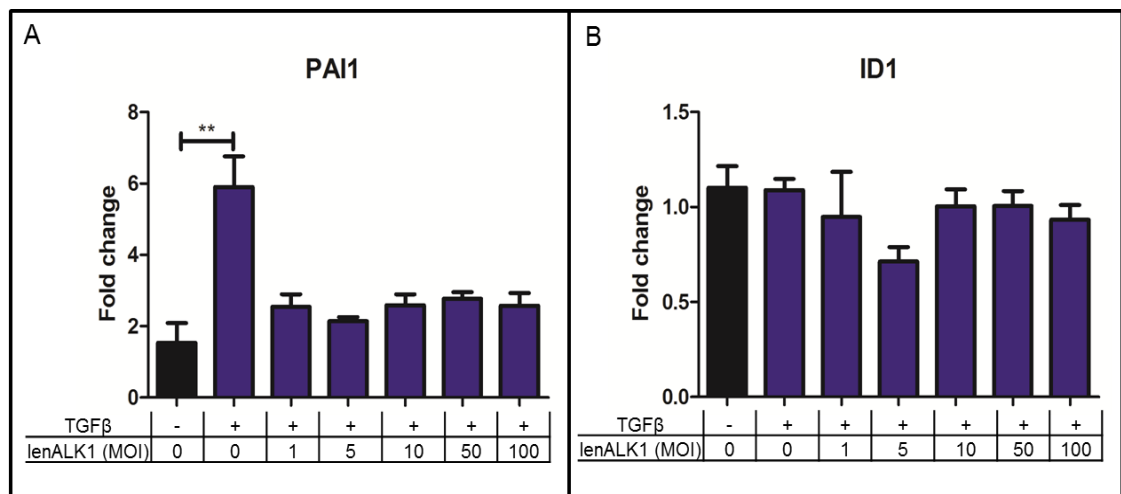 A
PAI1
**
8
6
4
2
0
Fold change
TGFβ - + + + + + +
lenALK1 (MOI) 0 0 1 5 10 50 100
B
ID1
1.5
1.0
0.5
0.0
Fold change
TGFβ - + + + + + +
lenALK1 (MOI) 0 0 1 5 10 50 100